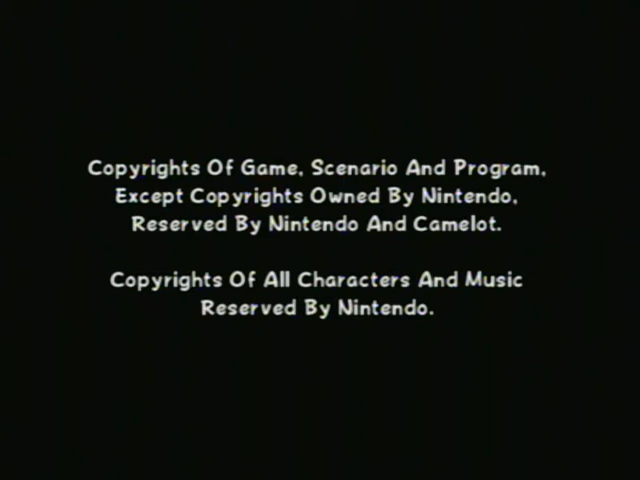 Copyrights Of Game, Scenario And Program,
Except Copyrights Owned By Nintendo,
Reserved By Nintendo And Camelot.
Copyrights Of All Characters And Music
Reserved By Nintendo.